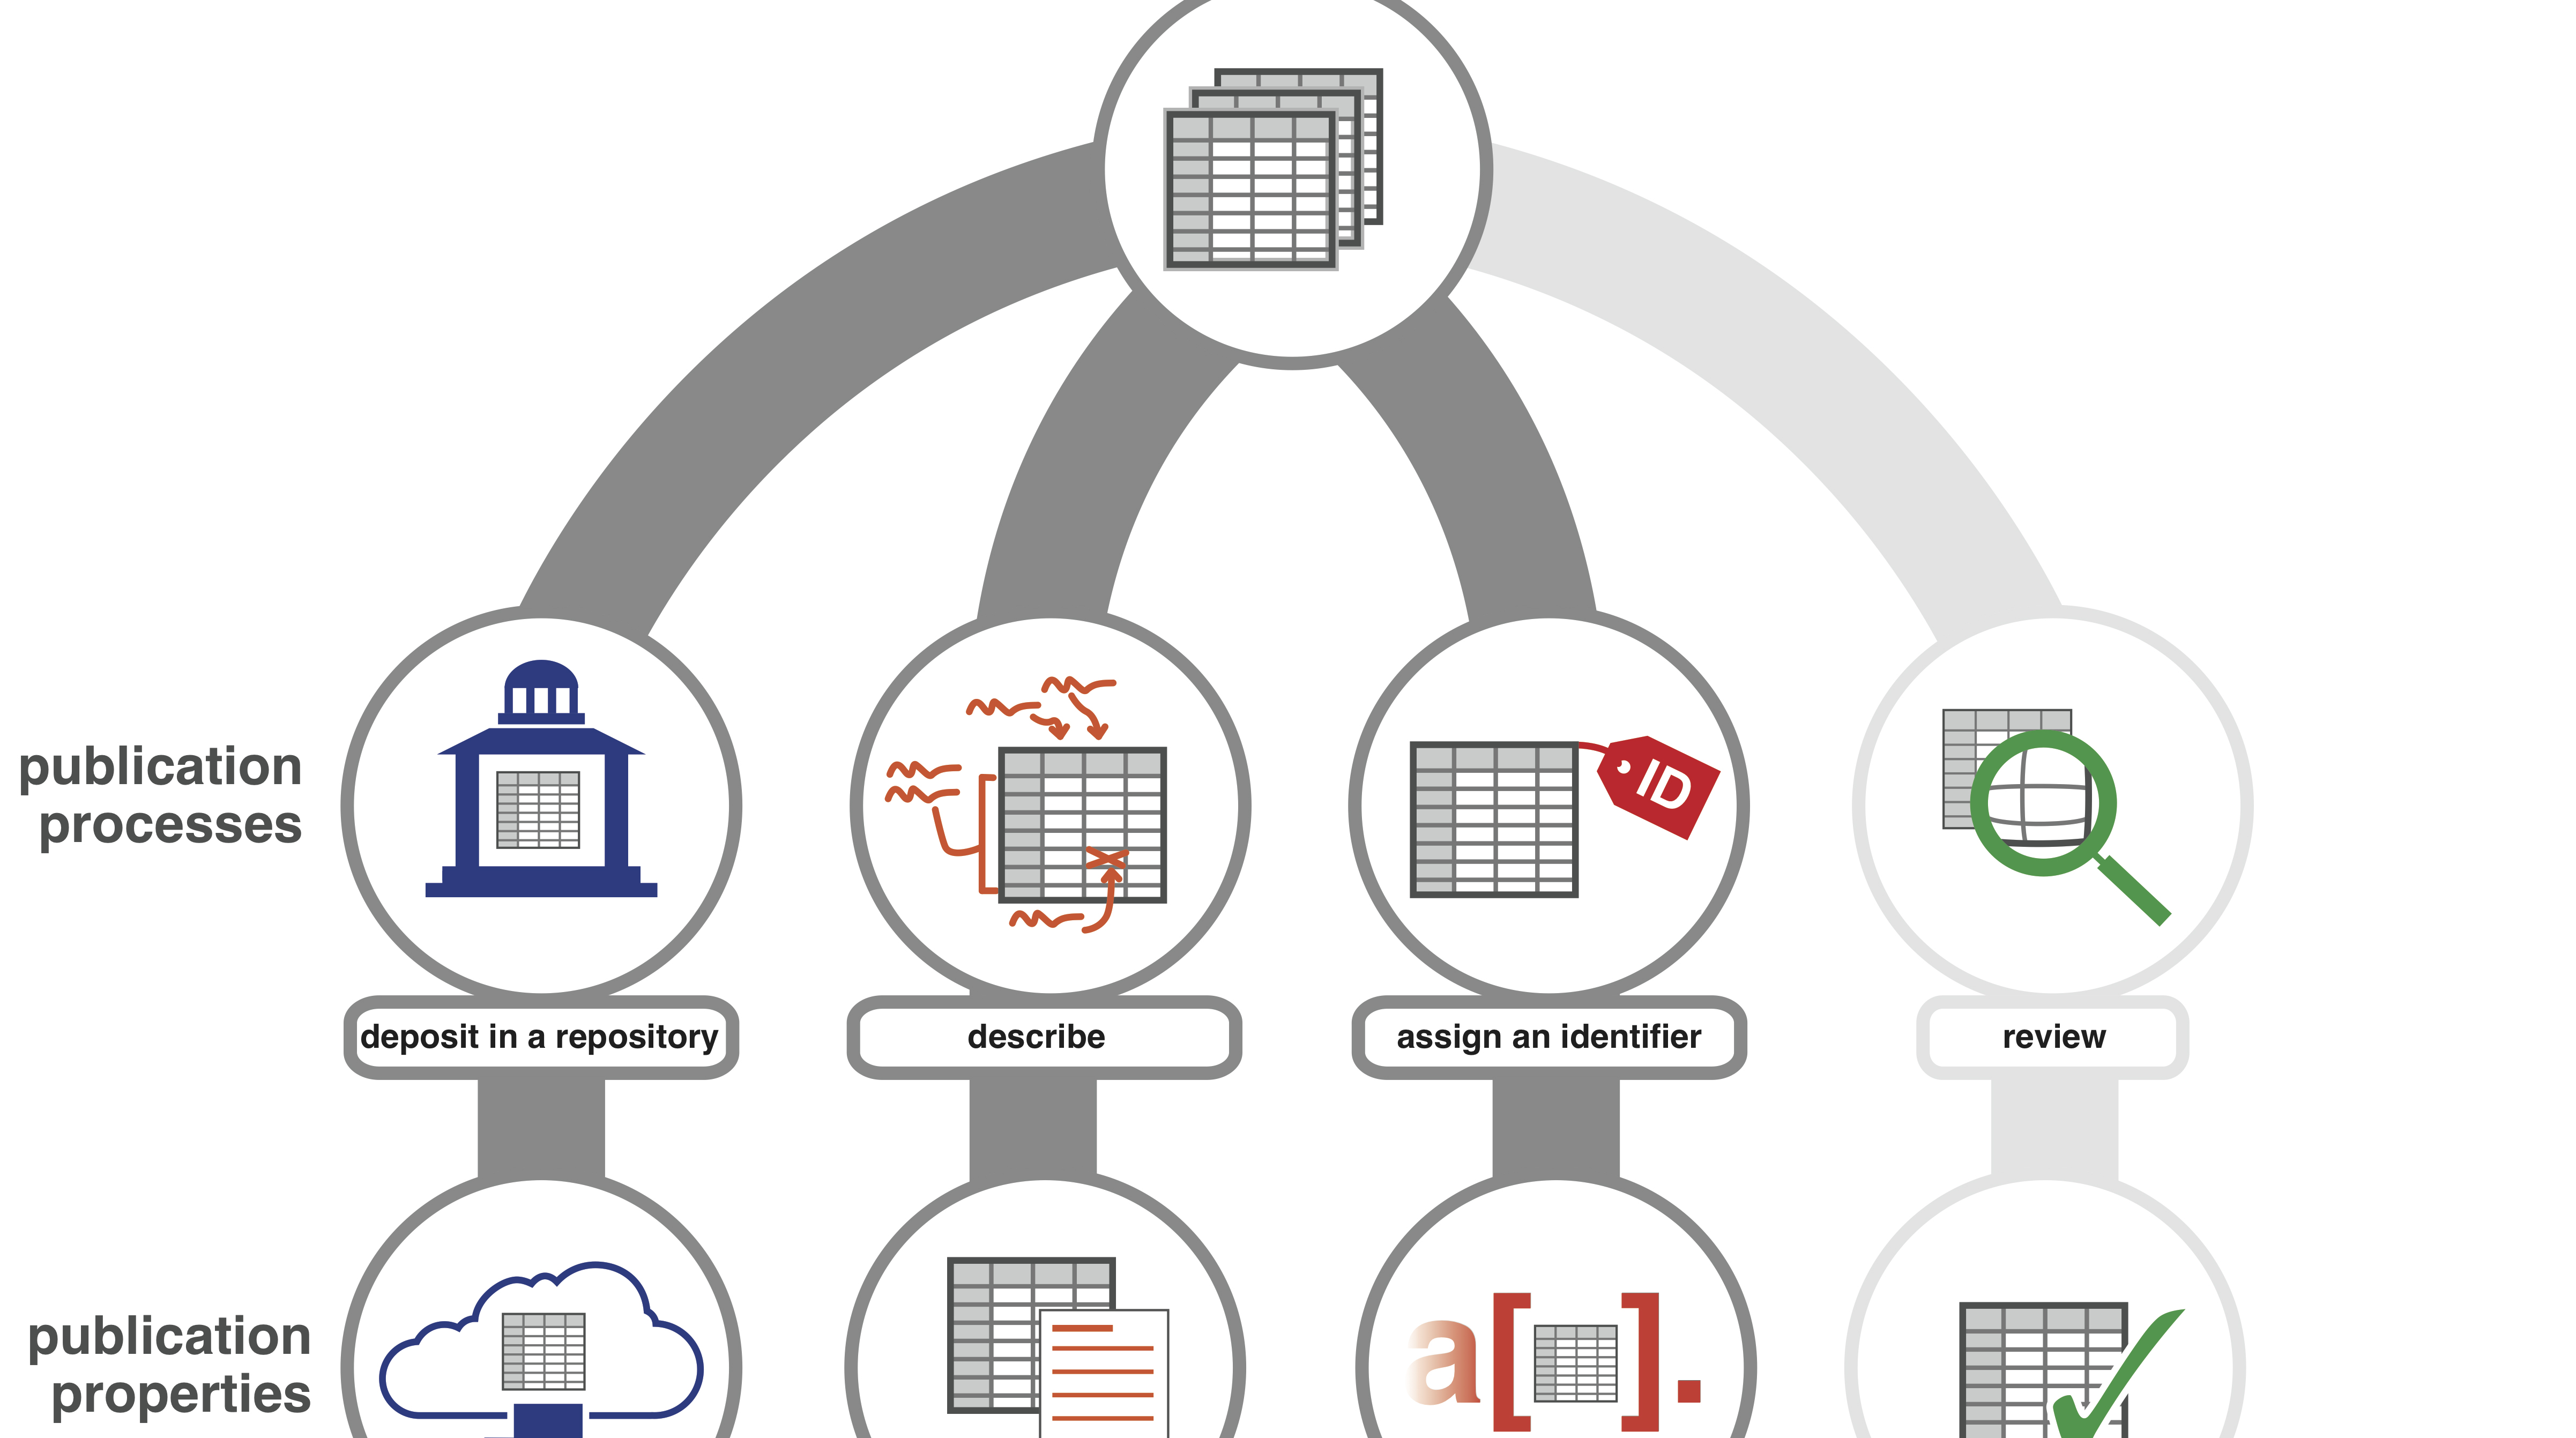 publication
processes
ID
deposit in a repository
describe
assign an identifier
review
publication
properties
a[ ].